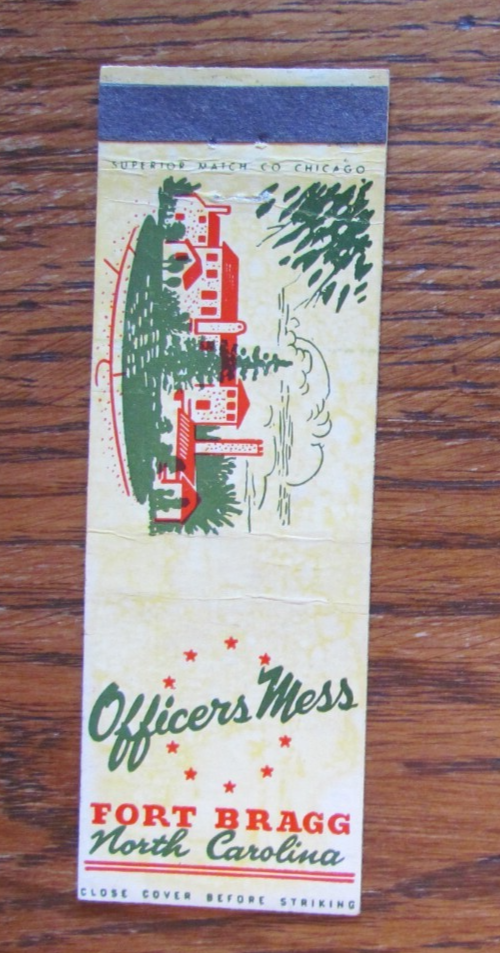 SUPERIOR MATCH CO CHICAGO
Officers Mess
FORT BRAGG
North Carolina
CLOSE COVER BEFORE STRIKING